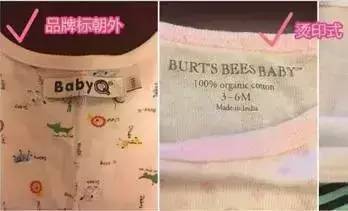 品牌标朝外
BabyQ
烫印式
BURT'S BEES BABY™
100% organic cotton
3-6M
Made in India